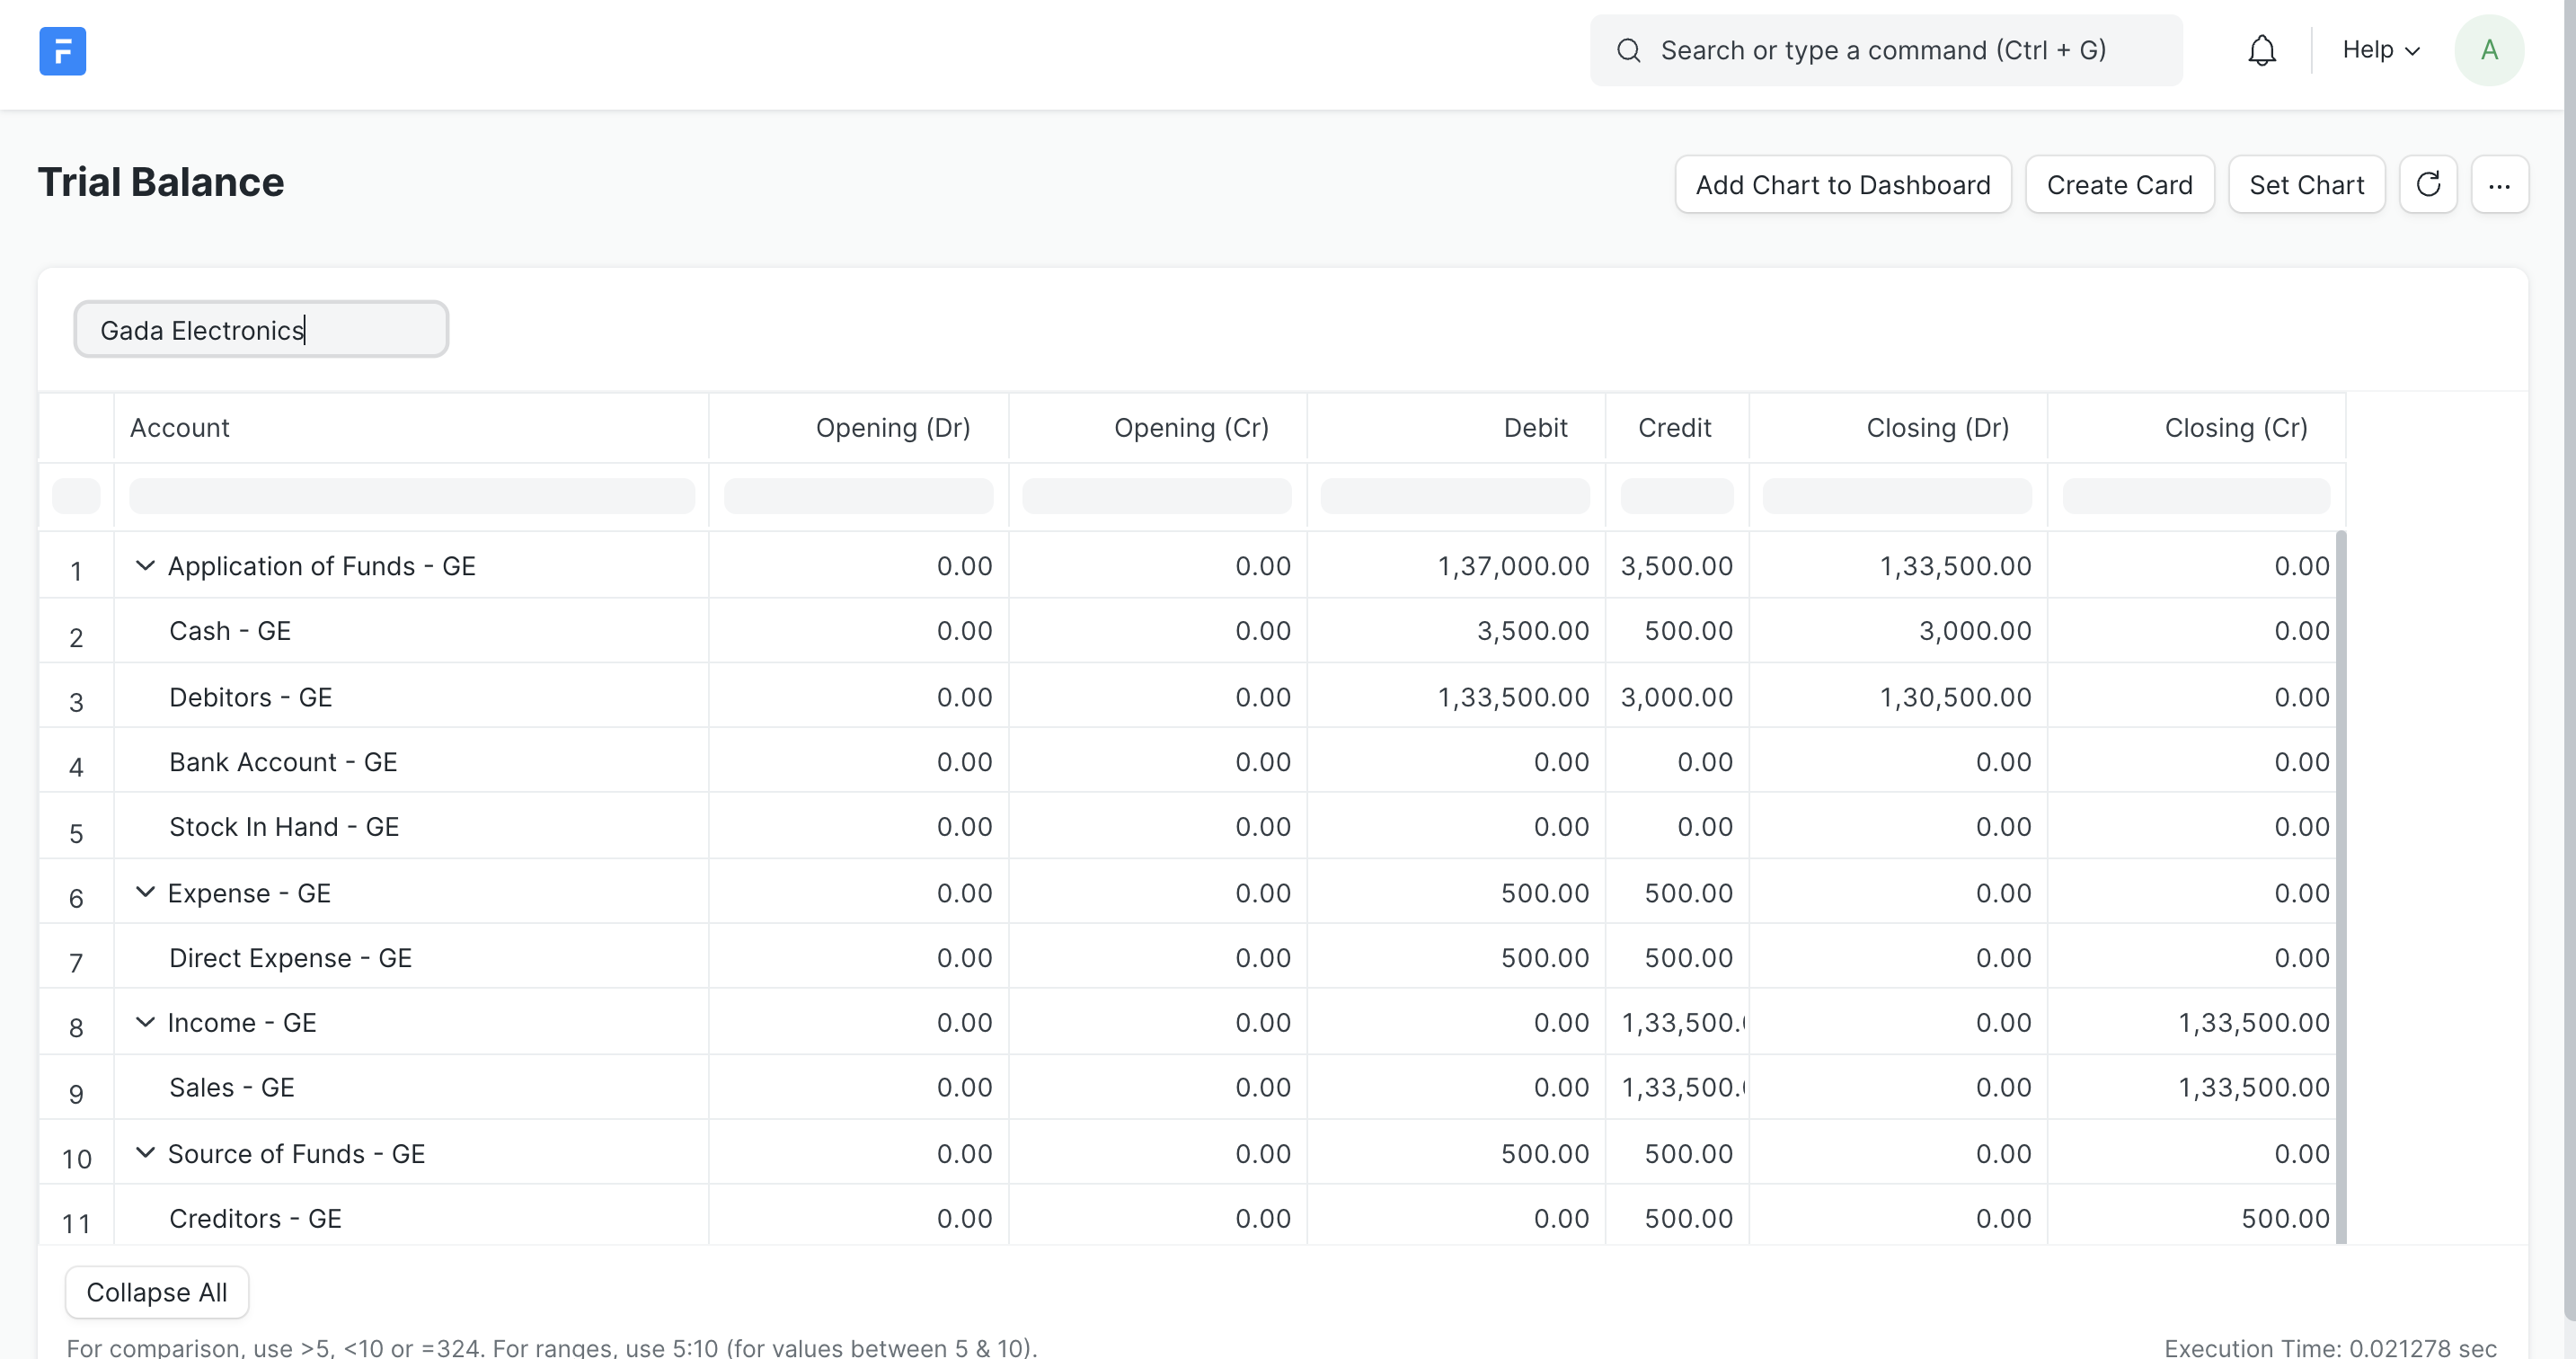 F
Search or type a command (Ctrl + G)
Help
A
Trial Balance
Add Chart to Dashboard Create Card Set Chart ...
Gada Electronics
Account Opening (Dr) Opening (Cr) Debit Credit Closing (Dr) Closing (Cr)
1 Application of Funds - GE 0.00 0.00 1,37,000.00 3,500.00 1,33,500.00 0.00
2 Cash - GE 0.00 0.00 3,500.00 500.00 3,000.00 0.00
3 Debitors - GE 0.00 0.00 1,33,500.00 3,000.00 1,30,500.00 0.00
4 Bank Account - GE 0.00 0.00 0.00 0.00 0.00 0.00
5 Stock In Hand - GE 0.00 0.00 0.00 0.00 0.00 0.00
6 Expense - GE 0.00 0.00 500.00 500.00 0.00 0.00
7 Direct Expense - GE 0.00 0.00 500.00 500.00 0.00 0.00
8 Income - GE 0.00 0.00 0.00 1,33,500. 0.00 1,33,500.00
9 Sales - GE 0.00 0.00 0.00 1,33,500. 0.00 1,33,500.00
10 Source of Funds - GE 0.00 0.00 500.00 500.00 0.00 0.00
11 Creditors - GE 0.00 0.00 0.00 500.00 0.00 500.00
Collapse All
For comparison, use >5, <10 or =324. For ranges, use 5:10 (for values between 5 & 10).
Execution Time: 0.021278 sec